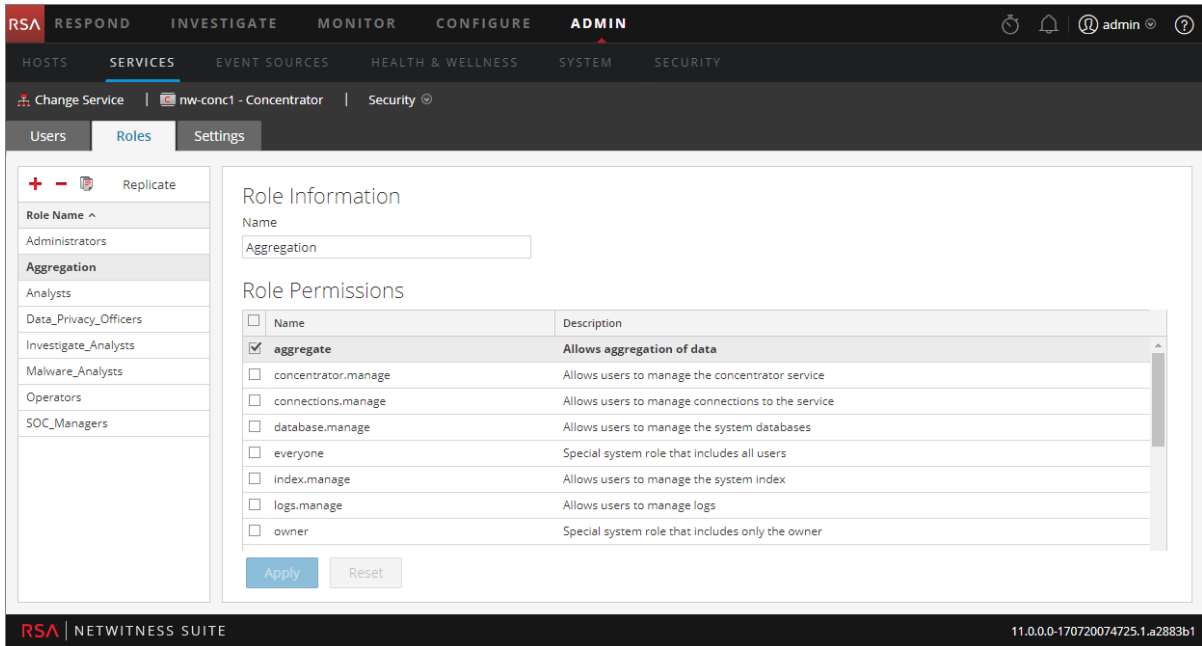 RSA RESPOND INVESTIGATE MONITOR CONFIGURE ADMIN admin ?
HOSTS SERVICES EVENT SOURCES HEALTH & WELLNESS SYSTEM SECURITY
Change Service | C nw-conc1 - Concentrator | Security
Users Roles Settings
Replicate
Role Name
Administrators
Aggregation
Analysts
Data_Privacy_Officers
Investigate_Analysts
Malware_Analysts
Operators
SOC_Managers
Role Information
Name
Aggregation
Role Permissions
Name Description
aggregate Allows aggregation of data
concentrator.manage Allows users to manage the concentrator service
connections.manage Allows users to manage connections to the service
database.manage Allows users to manage the system databases
everyone Special system role that includes all users
index.manage Allows users to manage the system index
logs.manage Allows users to manage logs
owner Special system role that includes only the owner
Apply Reset
RSA | NETWITNESS SUITE 11.0.0.0-170720074725.1.a2883b1